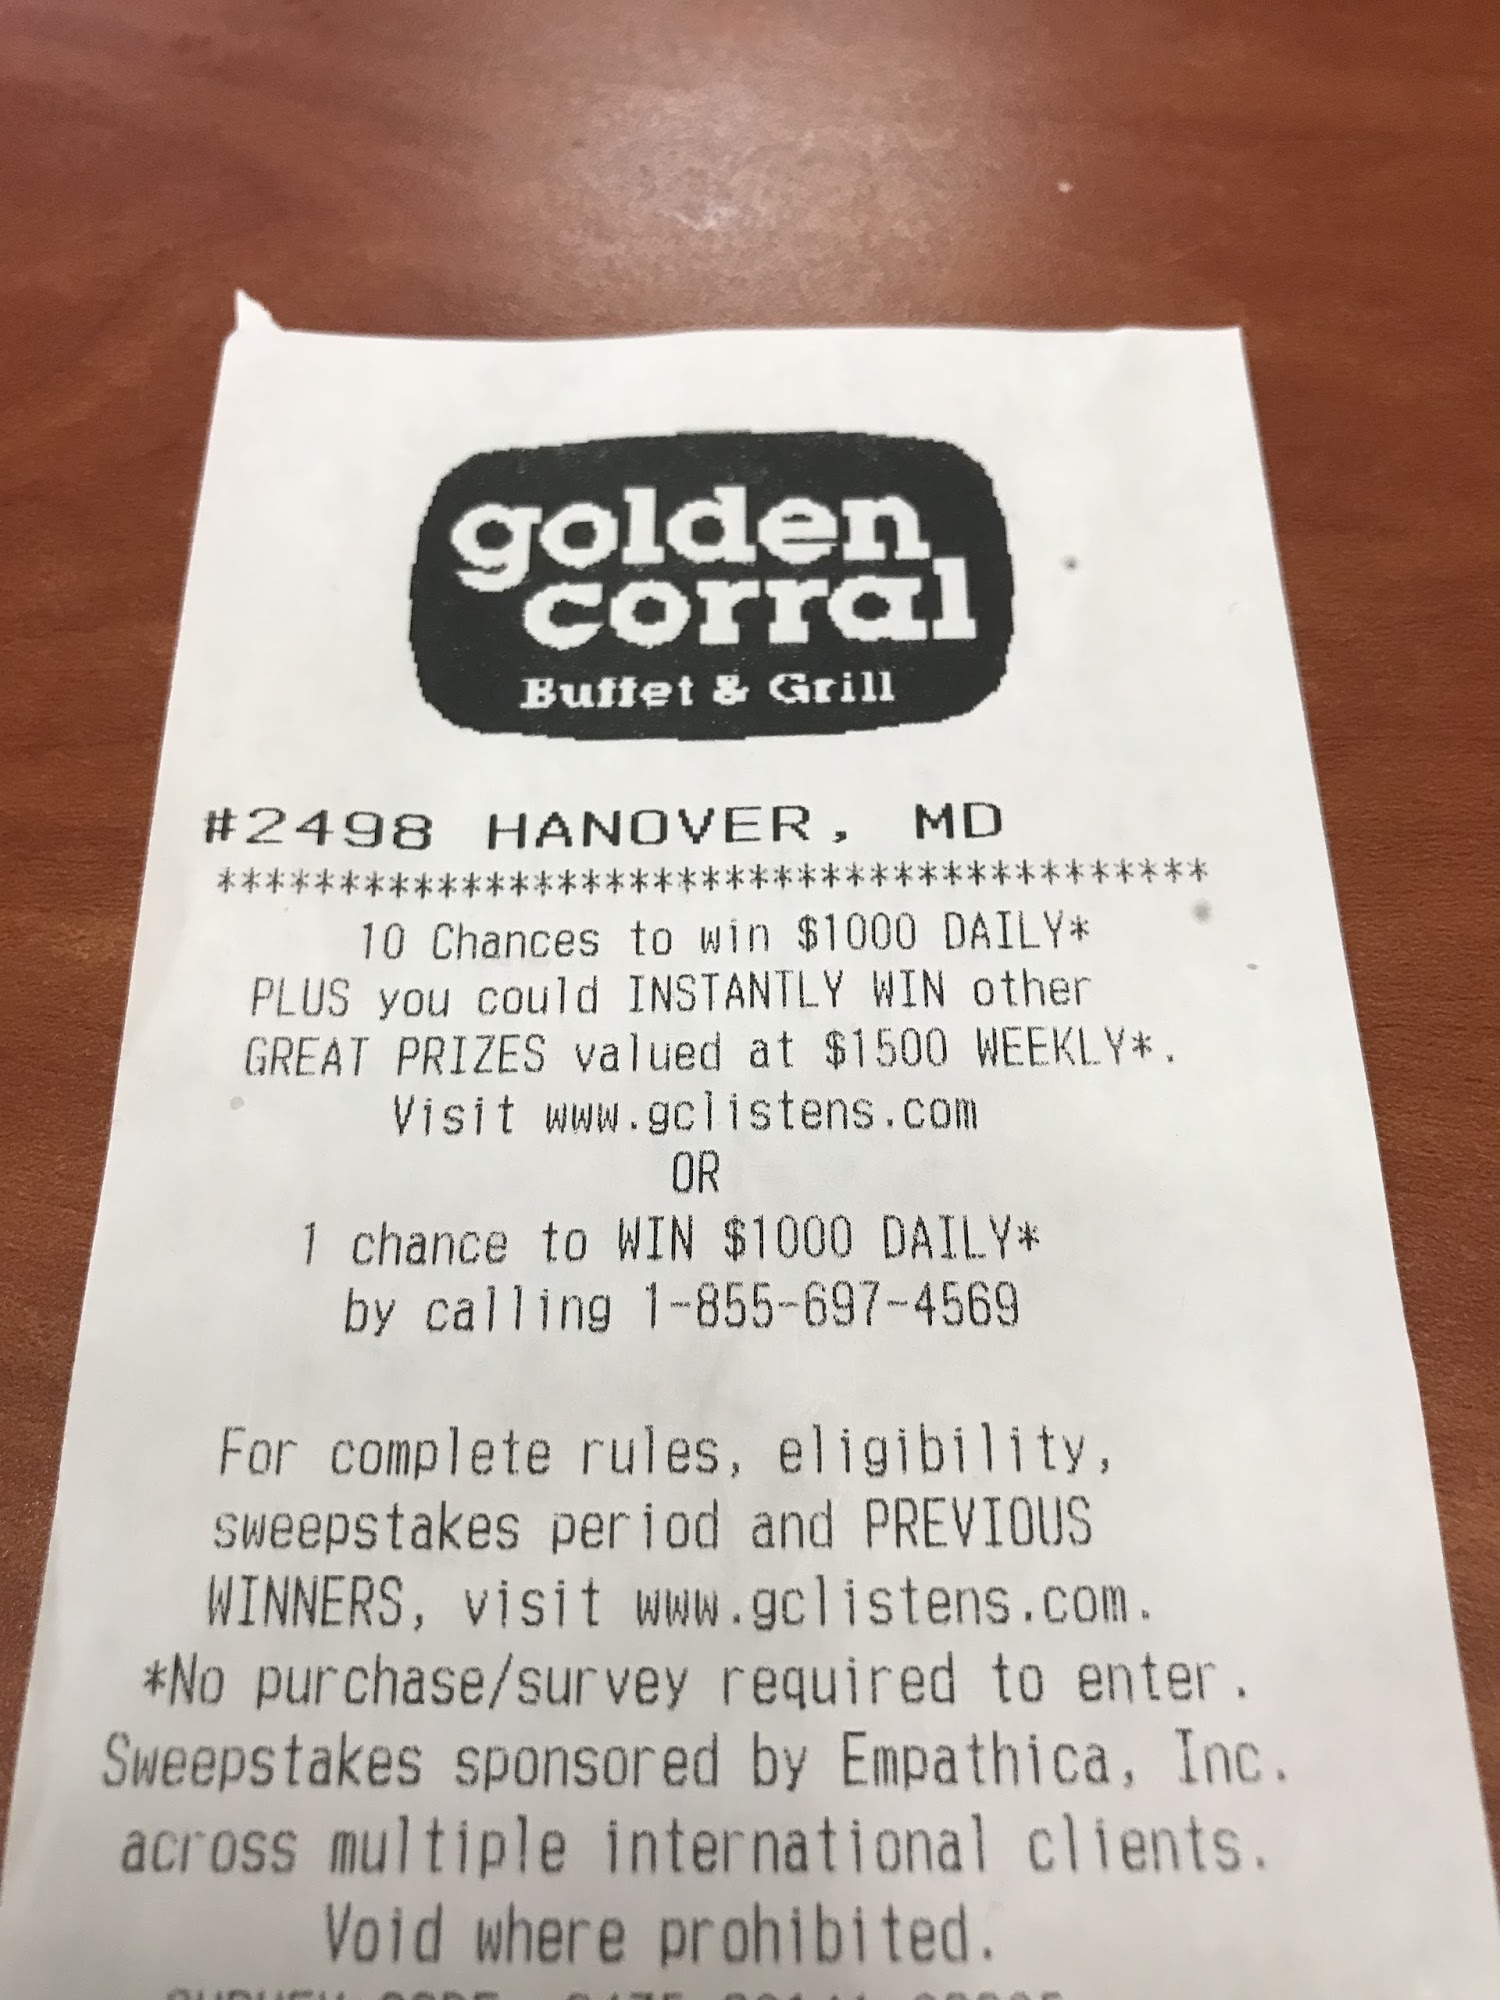 golden
corral
Buffet & Grill
#2498 HANOVER, MD
*****************************************
10 Chances to win $1000 DAILY*
PLUS you could INSTANTLY WIN other
GREAT PRIZES valued at $1500 WEEKLY*.
Visit www.gclistens.com
OR
1 chance to WIN $1000 DAILY*
by calling 1-855-697-4569
For complete rules, eligibility,
sweepstakes period and PREVIOUS
WINNERS, visit www.gclistens.com.
*No purchase/survey required to enter.
Sweepstakes sponsored by Empathica, Inc.
across multiple international clients.
Void where prohibited.